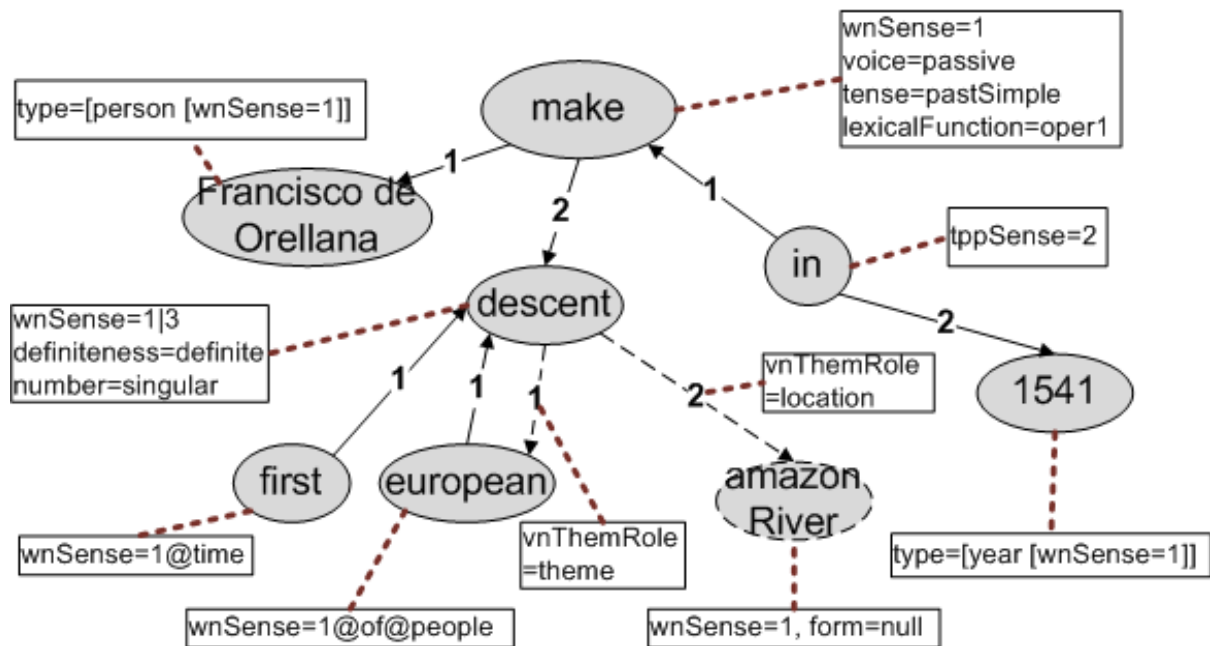 wnSense=1
voice=passive
tense=pastSimple
lexicalFunction=oper1
make
type=[person [wnSense=1]]
1
Francisco de
Orellana
2
1
in
tppSense=2
descent
wnSense=1|3
definiteness=definite
number=singular
2
vnThemRole
=location
1541
1
1
1
2
first
european
amazon
River
wnSense=1@time
vnThemRole
=theme
type=[year [wnSense=1]]
wnSense=1@of@people
wnSense=1, form=null